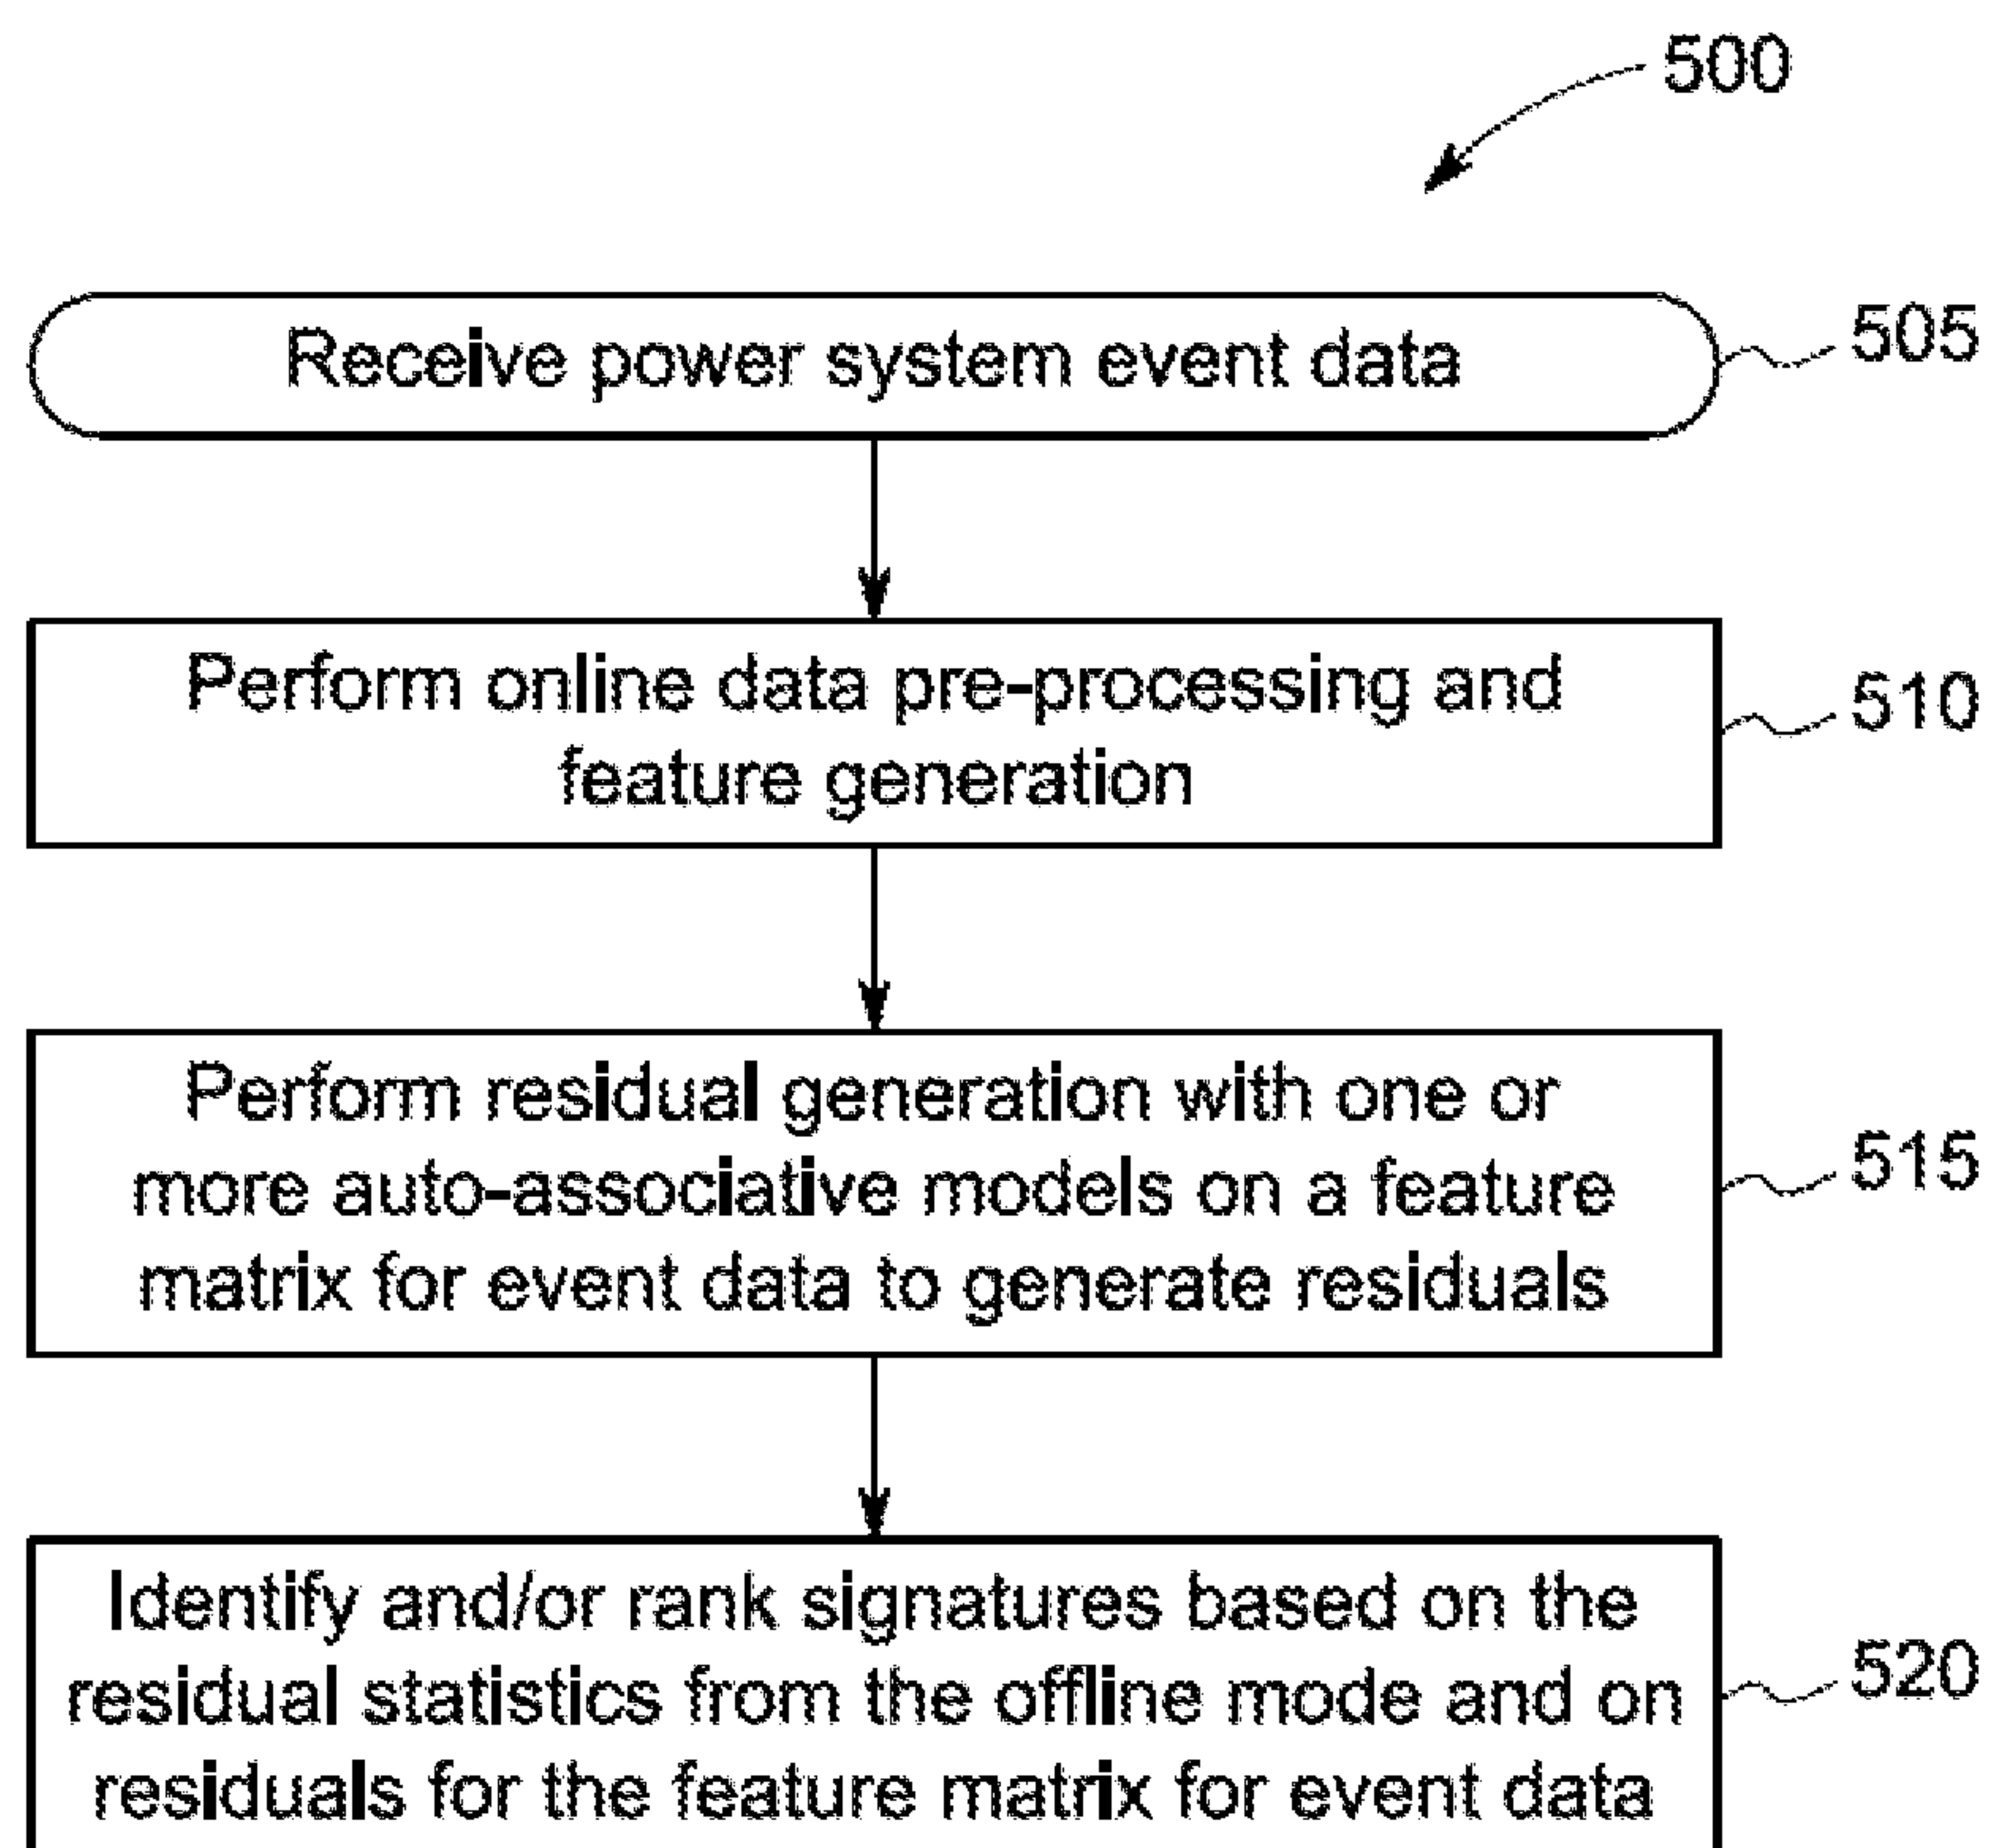 500
Receive power system event data
505
Perform online data pre-processing and
feature generation
510
Perform residual generation with one or
more auto-associative models on a feature
matrix for event data to generate residuals
515
Identify and/or rank signatures based on the
residual statistics from the offline mode and on
residuals for the feature matrix for event data
520